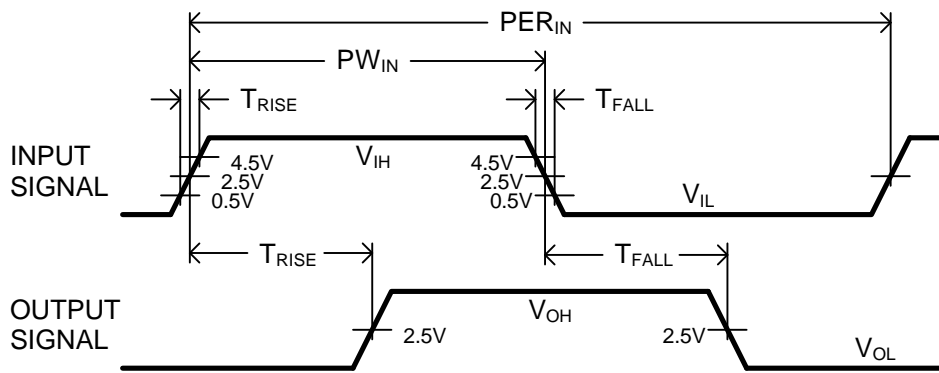 PER_IN
PW_IN
T_RISE
T_FALL
INPUT
SIGNAL
4.5V
2.5V
0.5V
V_IH
4.5V
2.5V
0.5V
V_IL
T_RISE
T_FALL
OUTPUT
SIGNAL
2.5V
V_OH
2.5V
V_OL